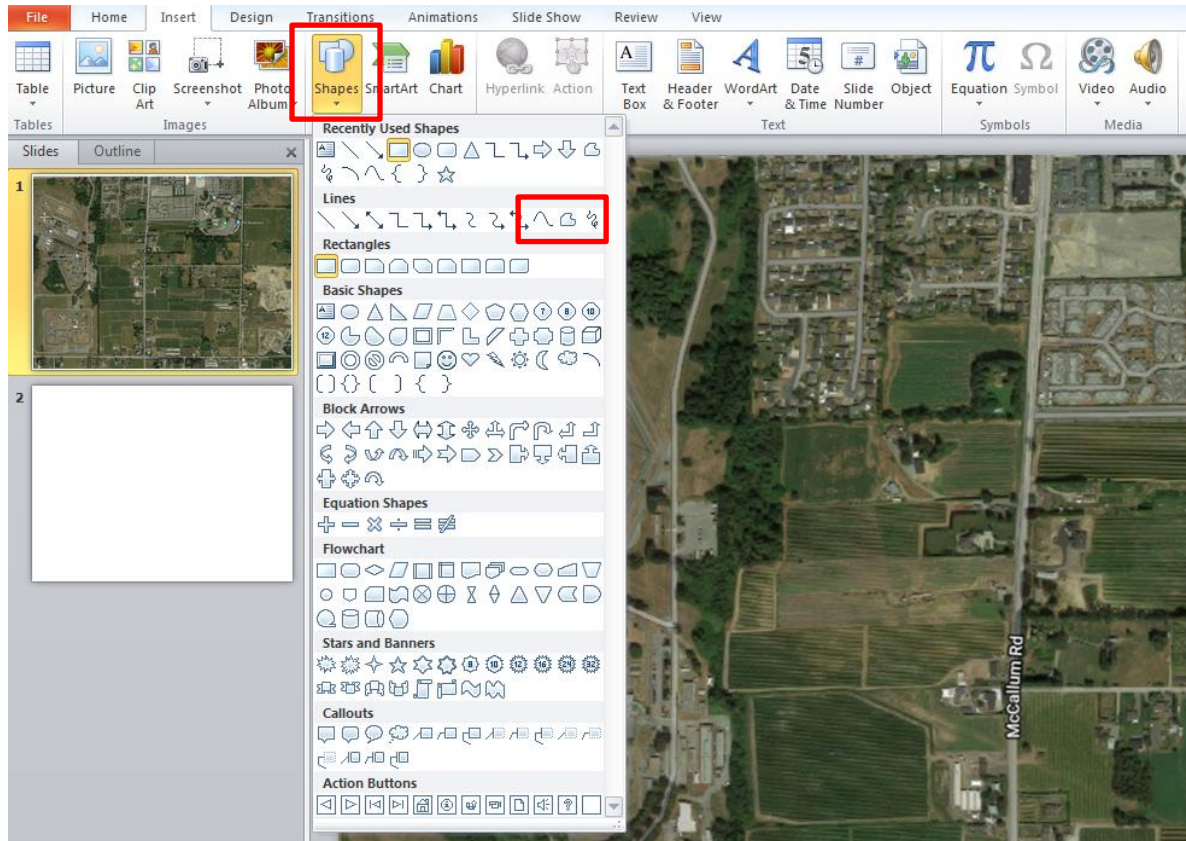 File Home Insert Design Transitions Animations Slide Show Review View
Table Picture Clip Art Screenshot Photo Album Shapes SmartArt Chart Hyperlink Action Text Box Header & Footer WordArt Date & Time Slide Number Object Equation Symbol Video Audio
Tables Images Text Symbols Media
Slides Outline
Recently Used Shapes
1
Lines
Rectangles
Basic Shapes
2
Block Arrows
Equation Shapes
Flowchart
Stars and Banners
Callouts
Action Buttons
McCallum Rd